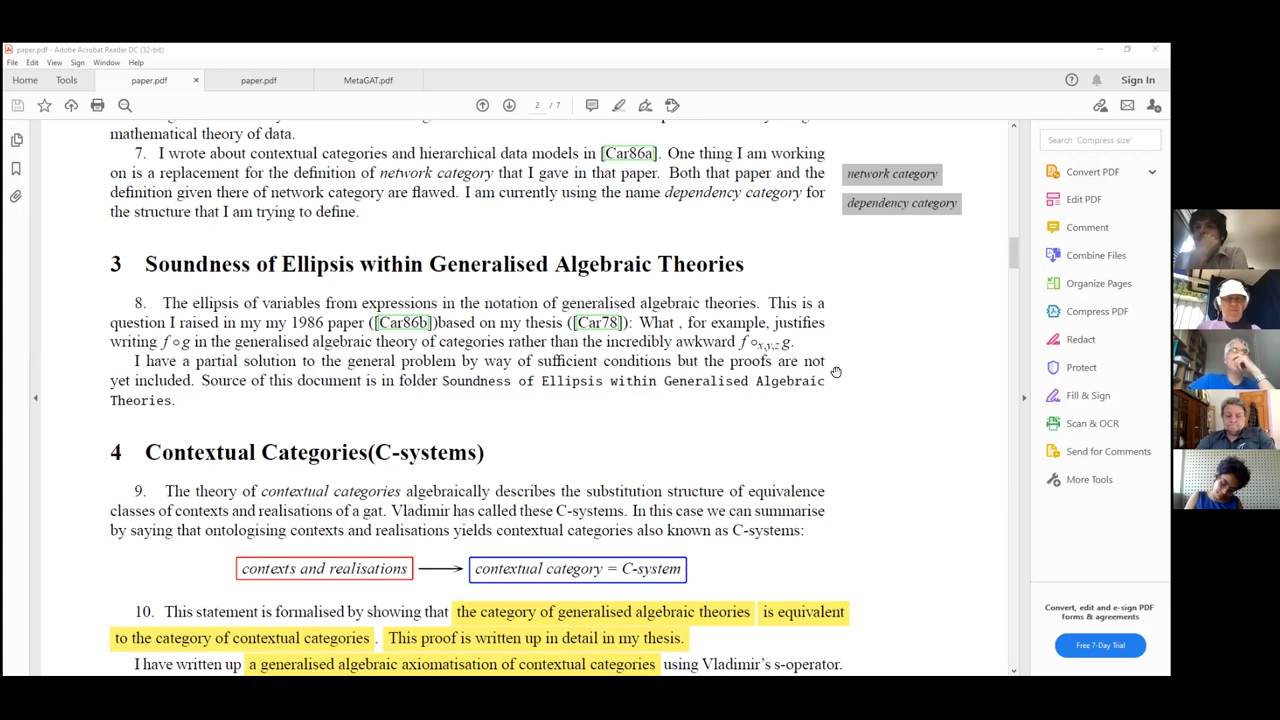 paper.pdf - Adobe Acrobat Reader DC (32-bit)
File Edit View Sign Window Help
Home Tools paper.pdf × paper.pdf MetaGAT.pdf Sign In
2 / 7
mathematical theory of data.
7. I wrote about contextual categories and hierarchical data models in [Car86a]. One thing I am working
on is a replacement for the definition of network category that I gave in that paper. Both that paper and the
definition given there of network category are flawed. I am currently using the name dependency category for
the structure that I am trying to define.
network category
dependency category
3 Soundness of Ellipsis within Generalised Algebraic Theories
8. The ellipsis of variables from expressions in the notation of generalised algebraic theories. This is a
question I raised in my my 1986 paper ([Car86b])based on my thesis ([Car78]): What , for example, justifies
writing f ∘ g in the generalised algebraic theory of categories rather than the incredibly awkward f ∘x,y,z g.
I have a partial solution to the general problem by way of sufficient conditions but the proofs are not
yet included. Source of this document is in folder Soundness of Ellipsis within Generalised Algebraic
Theories.
4 Contextual Categories(C-systems)
9. The theory of contextual categories algebraically describes the substitution structure of equivalence
classes of contexts and realisations of a gat. Vladimir has called these C-systems. In this case we can summarise
by saying that ontologising contexts and realisations yields contextual categories also known as C-systems:
contexts and realisations contextual category = C-system
10. This statement is formalised by showing that the category of generalised algebraic theories is equivalent
to the category of contextual categories . This proof is written up in detail in my thesis.
I have written up a generalised algebraic axiomatisation of contextual categories using Vladimir's s-operator.
Search 'Compress size'
Convert PDF
Edit PDF
Comment
Combine Files
Organize Pages
Compress PDF
Redact
Protect
Fill & Sign
Scan & OCR
Send for Comments
More Tools
Convert, edit and e-sign PDF
forms & agreements
Free 7-Day Trial